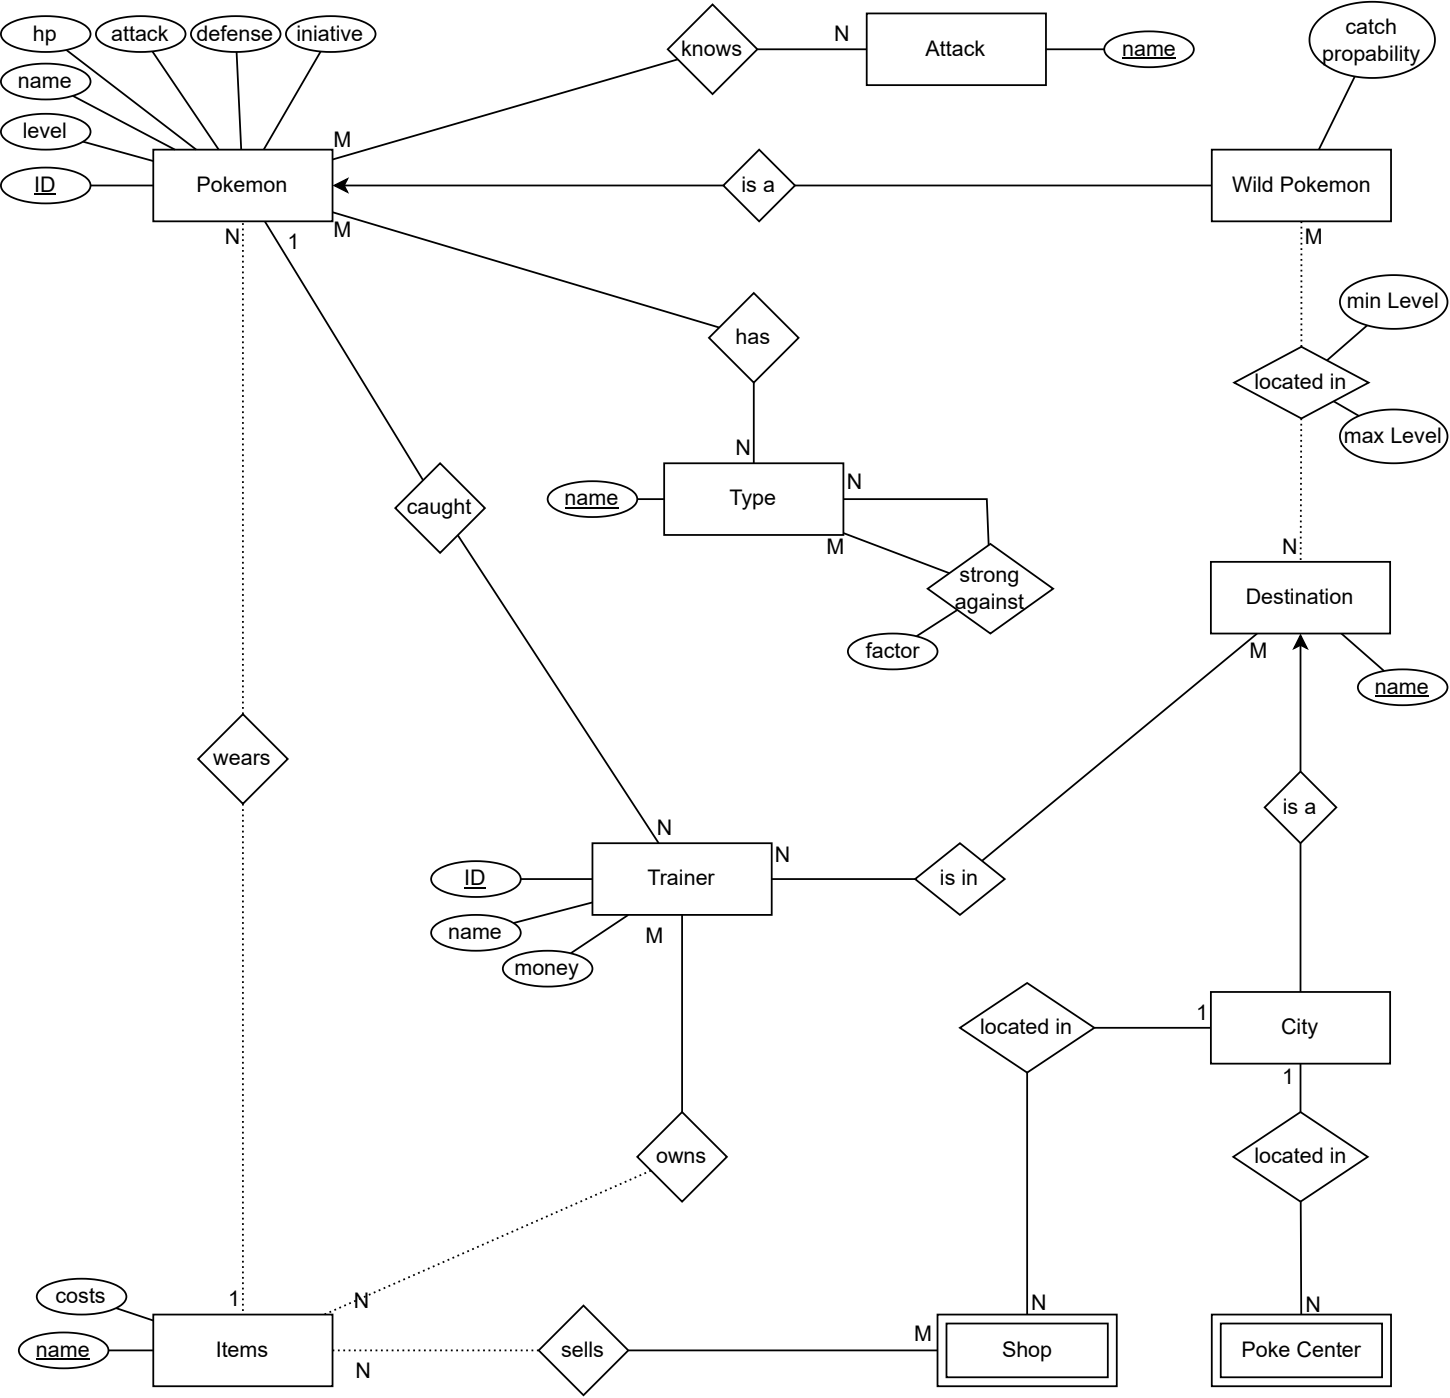 hp
attack
defense
iniative
knows
N
Attack
name
catch
propability
name
level
M
ID
Pokemon
is a
Wild Pokemon
N
1
M
M
min Level
has
located in
max Level
N
caught
name
Type
N
M
N
strong
against
factor
Destination
M
name
wears
is a
N
N
ID
Trainer
is in
name
M
money
1
located in
City
1
owns
located in
costs
1
N
N
N
name
Items
N
sells
M
Shop
Poke Center